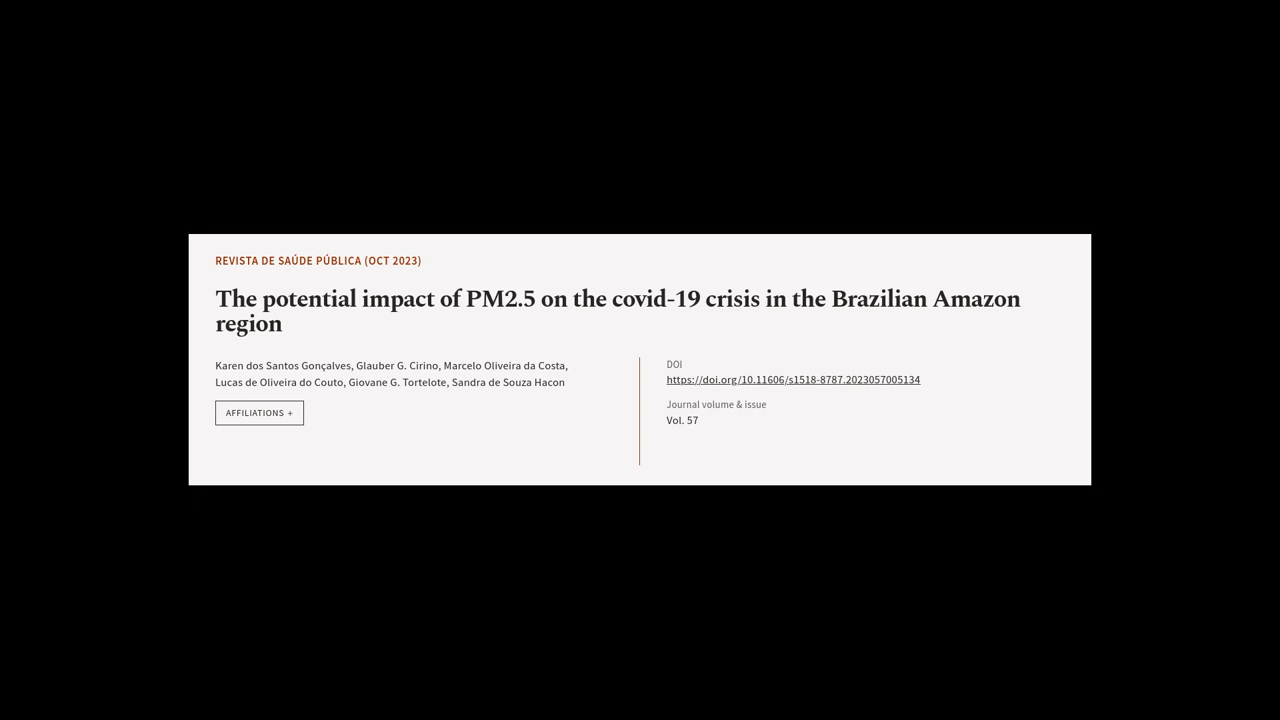 REVISTA DE SAÚDE PÚBLICA (OCT 2023)
The potential impact of PM2.5 on the covid-19 crisis in the Brazilian Amazon
region
Karen dos Santos Gonçalves, Glauber G. Cirino, Marcelo Oliveira da Costa,
Lucas de Oliveira do Couto, Giovane G. Tortelote, Sandra de Souza Hacon
AFFILIATIONS +
DOI
https://doi.org/10.11606/s1518-8787.2023057005134
Journal volume & issue
Vol. 57